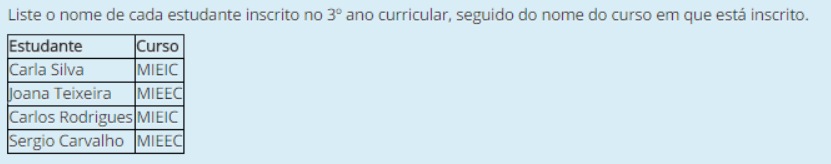 Liste o nome de cada estudante inscrito no 3º ano curricular, seguido do nome do curso em que está inscrito.
Estudante Curso
Carla Silva MIEIC
Joana Teixeira MIEEC
Carlos Rodrigues MIEIC
Sergio Carvalho MIEEC